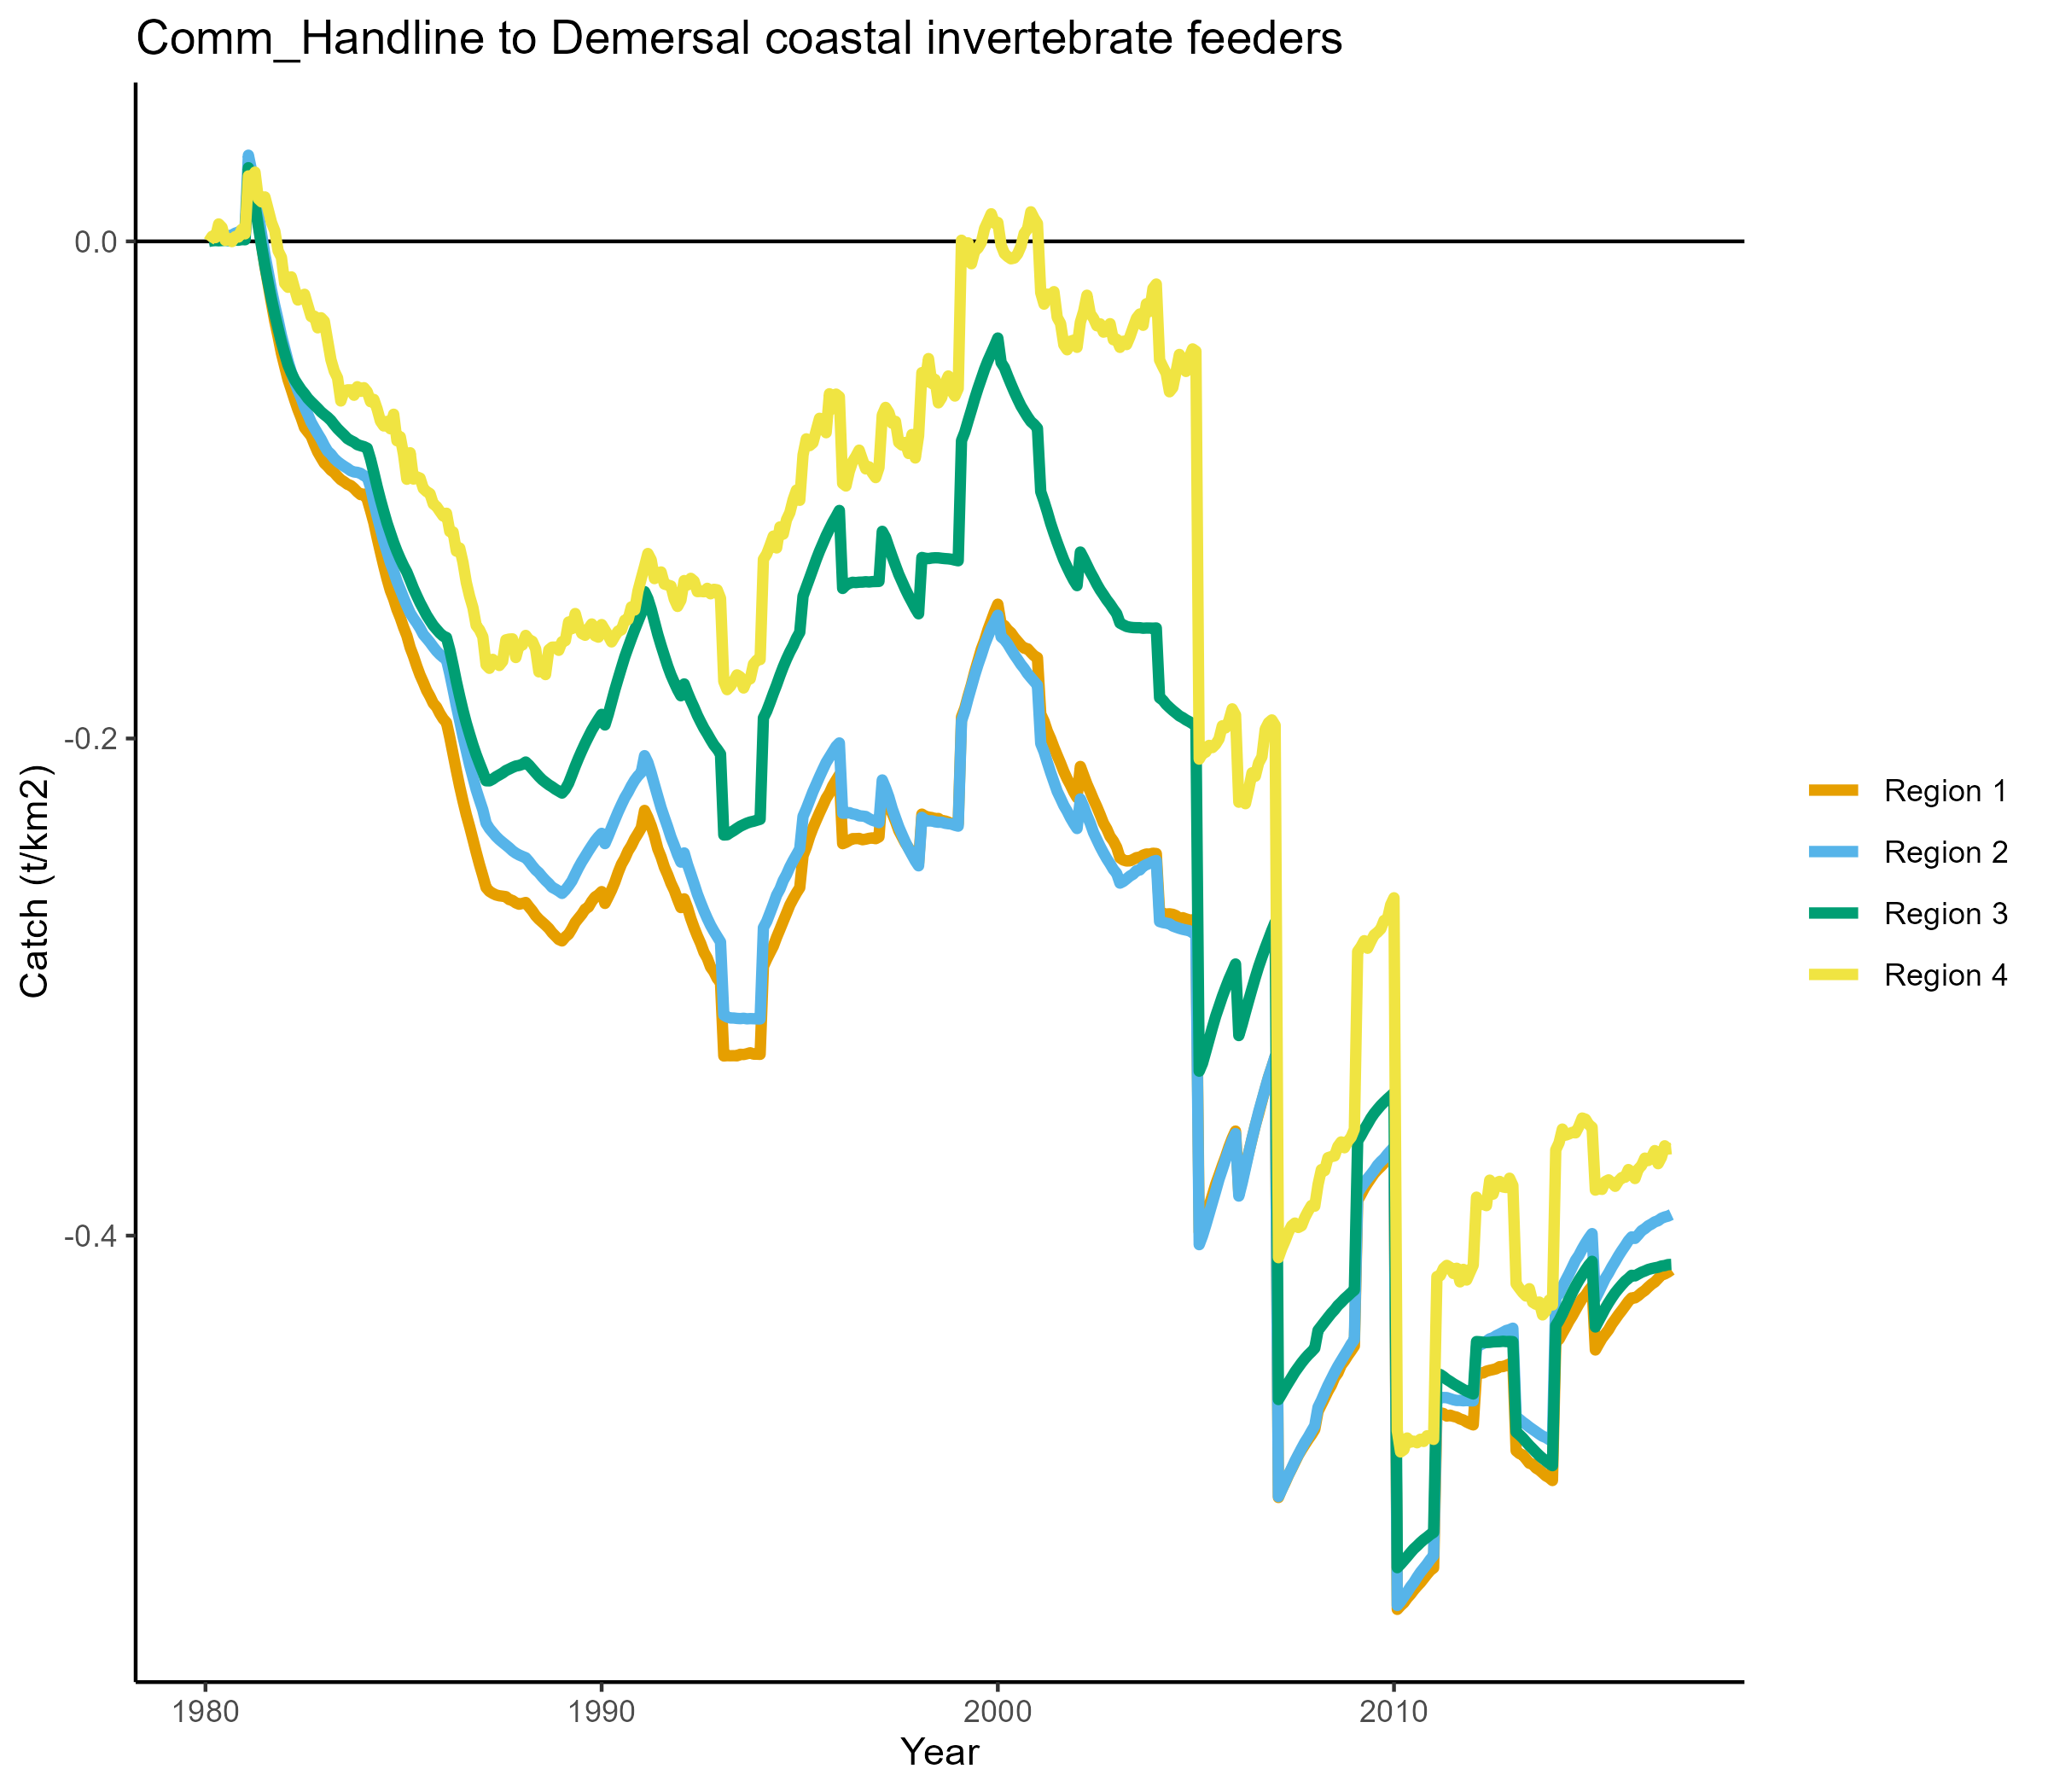 Comm_Handline to Demersal coastal invertebrate feeders
Catch (t/km2)
0.0
-0.2
-0.4
1980
1990
2000
2010
Year
Region 1
Region 2
Region 3
Region 4